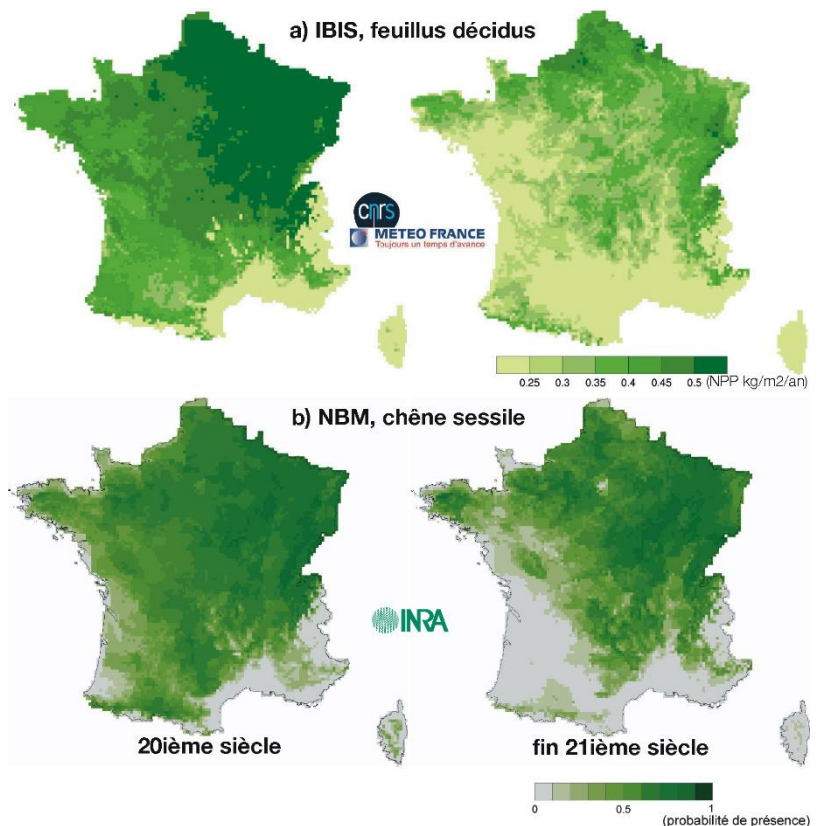 a) IBIS, feuillus décidus
cnrs
METEO FRANCE
Toujours un temps d'avance
0.25 0.3 0.35 0.4 0.45 0.5 (NPP kg/m2/an)
b) NBM, chêne sessile
INRA
20ième siècle
fin 21ième siècle
0 0.5 1
(probabilité de présence)